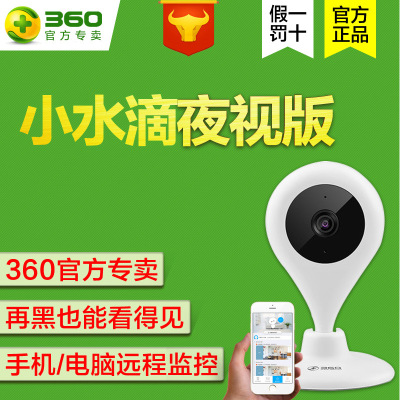 360
官方专卖
假一
罚十
官方
正品
小水滴夜视版
360官方专卖
再黑也能看得见
手机/电脑远程监控